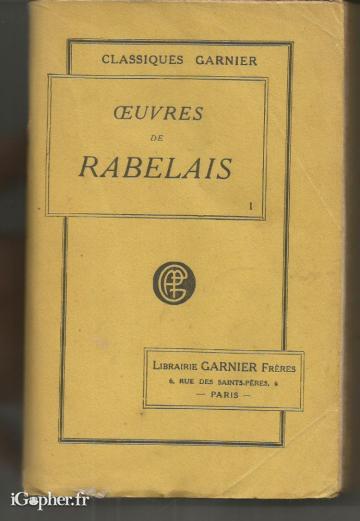 CLASSIQUES GARNIER
ŒUVRES
DE
RABELAIS
I
LIBRAIRIE GARNIER FRÈRES
6, RUE DES SAINTS-PÈRES, 6
— PARIS —
iGopher.fr